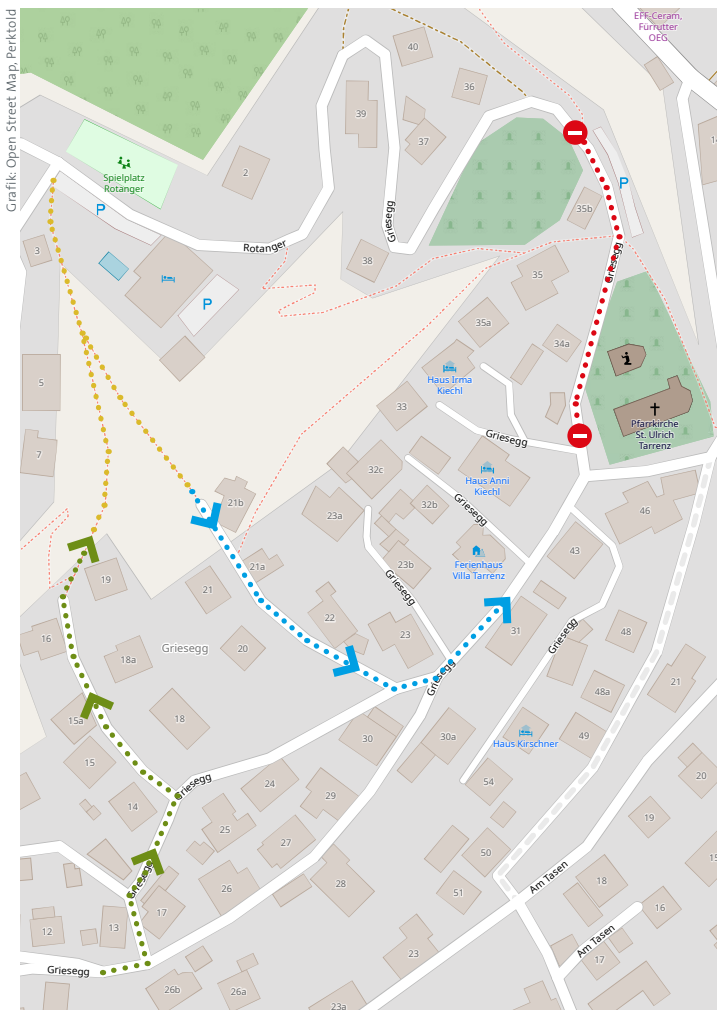 Grafik: Open Street Map, Perktold
EFF-Ceram,
Fürrutter
OEG
40
36
39
37
2
Spielplatz
Rotanger
P
P
P
35b
Griesegg
Griesegg
Rotanger
3
38
35
35a
34a
5
Haus Irma
Kiechl
33
Pfarrkirche
St. Ulrich
Tarrenz
Griesegg
7
32c
Haus Anni
Kiechl
21b
23a
32b
Griesegg
46
43
21a
23b
Ferienhaus
Villa Tarrenz
19
21
Griesegg
22
16
20
23
31
Griesegg
48
Griesegg
18a
Griesegg
21
48a
15a
18
30
30a
Haus Kirschner
49
15
54
20
Griesegg
24
29
14
19
25
27
50
Griesegg
26
28
51
Am Tasen
18
17
16
12
13
23
Am Tasen
17
Griesegg
26b
26a
23a